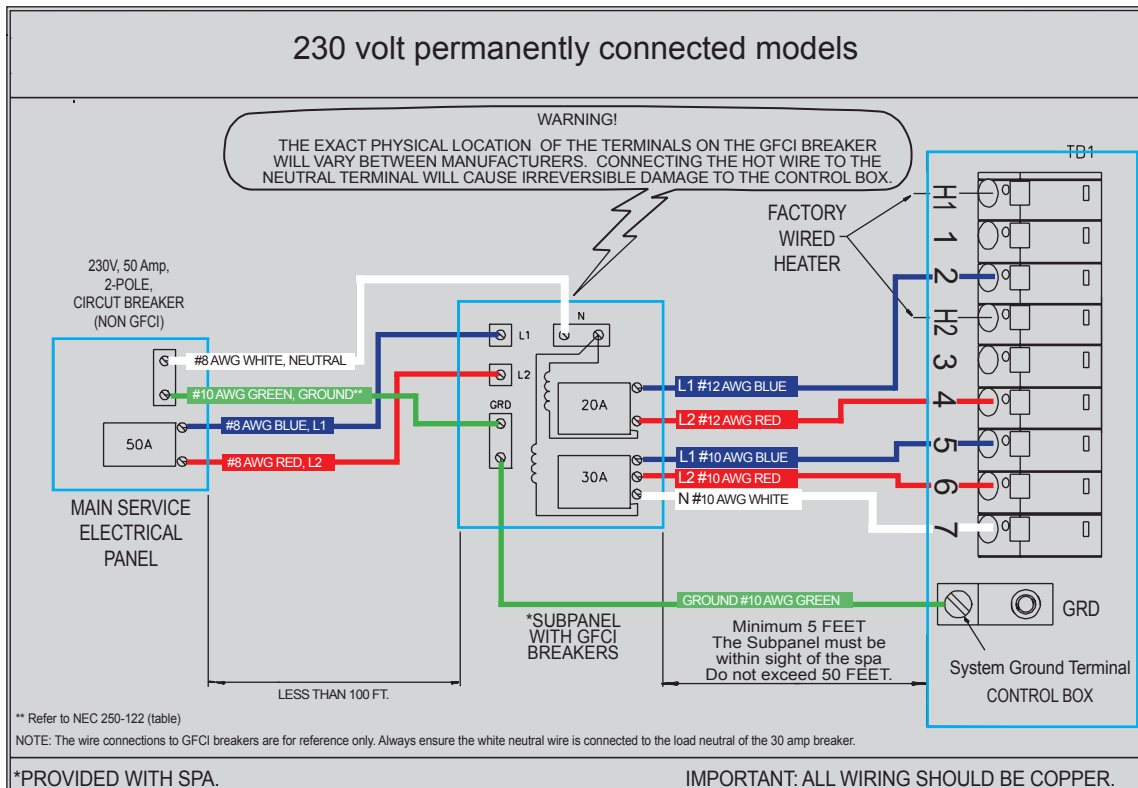 230 volt permanently connected models
WARNING!
THE EXACT PHYSICAL LOCATION OF THE TERMINALS ON THE GFCI BREAKER
WILL VARY BETWEEN MANUFACTURERS. CONNECTING THE HOT WIRE TO THE
NEUTRAL TERMINAL WILL CAUSE IRREVERSIBLE DAMAGE TO THE CONTROL BOX.
230V, 50 Amp,
2-POLE,
CIRCUT BREAKER
(NON GFCI)
#8 AWG WHITE, NEUTRAL
#10 AWG GREEN, GROUND**
#8 AWG BLUE, L1
#8 AWG RED, L2
50A
MAIN SERVICE
ELECTRICAL
PANEL
LESS THAN 100 FT.
L1
L2
GRD
N
20A
30A
*SUBPANEL
WITH GFCI
BREAKERS
L1 #12 AWG BLUE
L2 #12 AWG RED
L1 #10 AWG BLUE
L2 #10 AWG RED
N #10 AWG WHITE
GROUND #10 AWG GREEN
Minimum 5 FEET
The Subpanel must be
within sight of the spa
Do not exceed 50 FEET.
FACTORY
WIRED
HEATER
TB1
H1
1
2
H2
3
4
5
6
7
GRD
System Ground Terminal
CONTROL BOX
** Refer to NEC 250-122 (table)
NOTE: The wire connections to GFCI breakers are for reference only. Always ensure the white neutral wire is connected to the load neutral of the 30 amp breaker.
*PROVIDED WITH SPA.
IMPORTANT: ALL WIRING SHOULD BE COPPER.